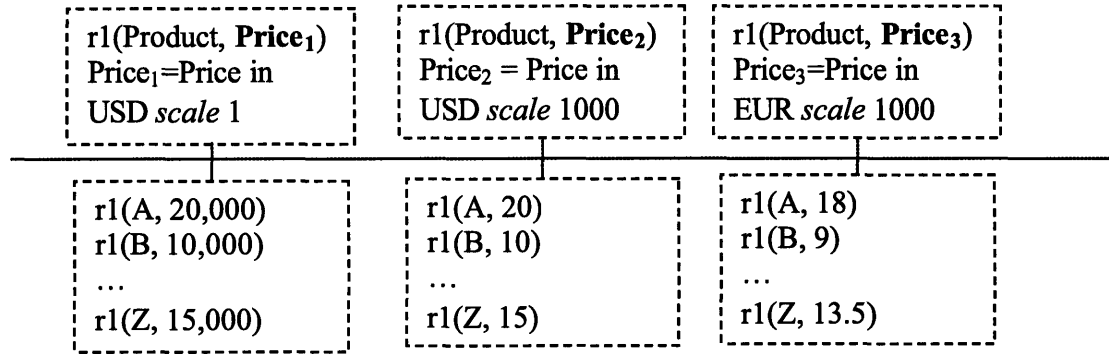 r1(Product, Price₁)
Price₁=Price in
USD scale 1
r1(Product, Price₂)
Price₂ = Price in
USD scale 1000
r1(Product, Price₃)
Price₃=Price in
EUR scale 1000
r1(A, 20,000)
r1(B, 10,000)
…
r1(Z, 15,000)
r1(A, 20)
r1(B, 10)
…
r1(Z, 15)
r1(A, 18)
r1(B, 9)
…
r1(Z, 13.5)